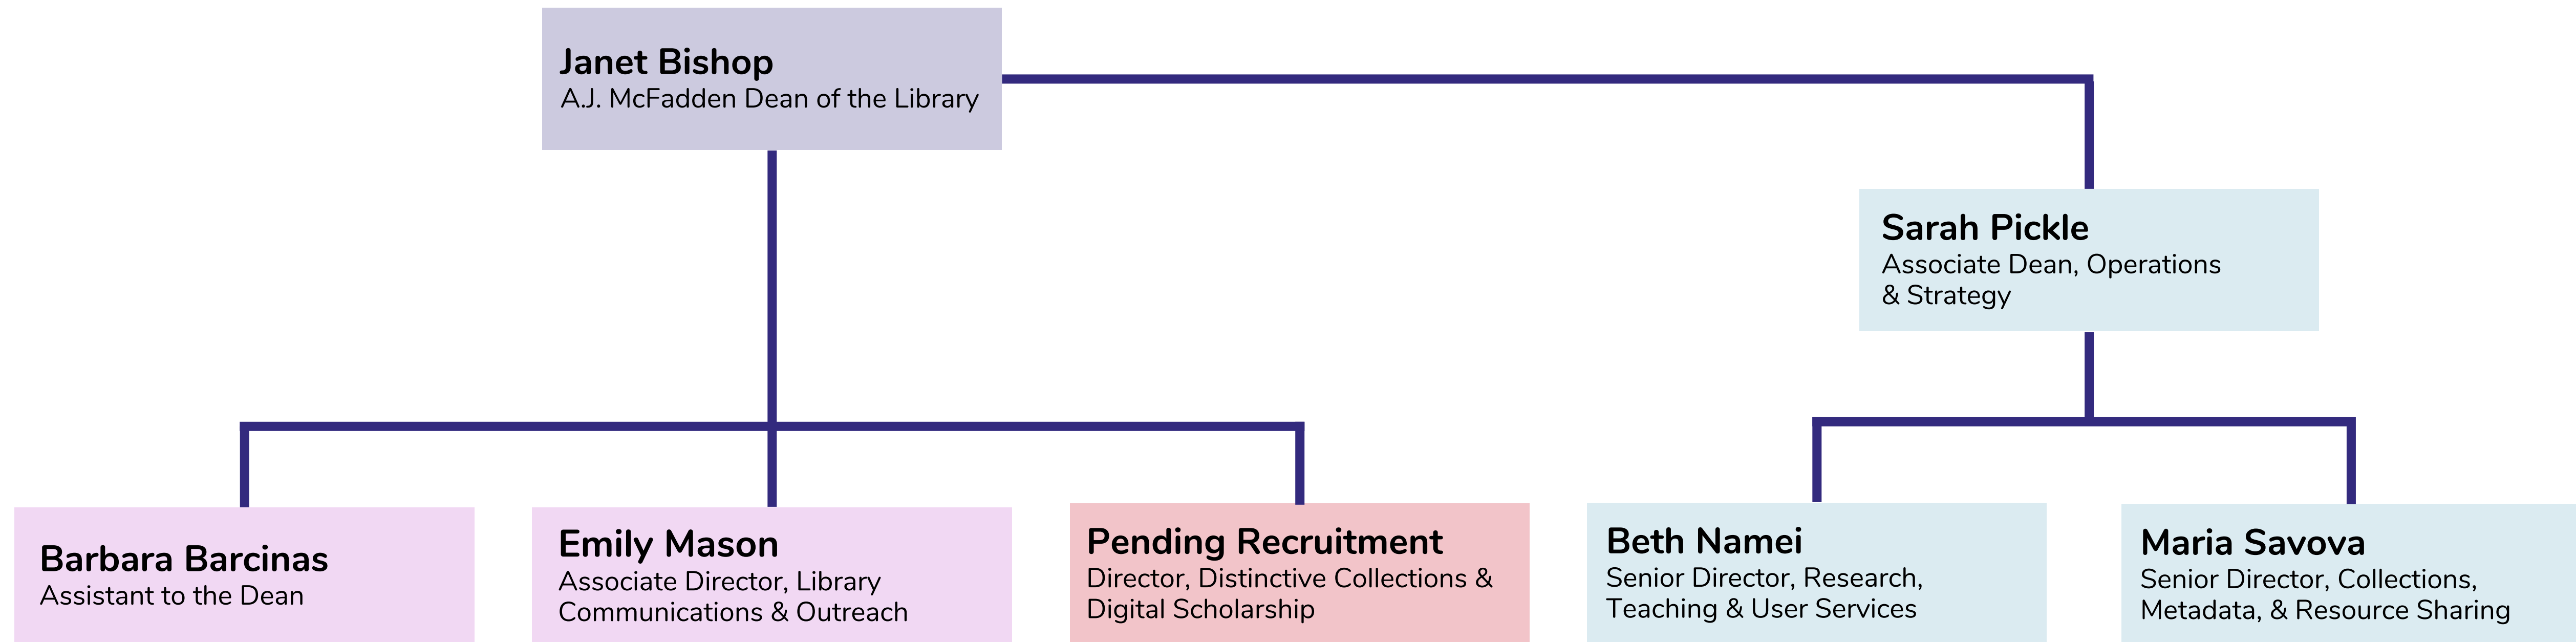 Janet Bishop
A.J. McFadden Dean of the Library
Sarah Pickle
Associate Dean, Operations
& Strategy
Barbara Barcinas
Assistant to the Dean
Emily Mason
Associate Director, Library
Communications & Outreach
Pending Recruitment
Director, Distinctive Collections &
Digital Scholarship
Beth Namei
Senior Director, Research,
Teaching & User Services
Maria Savova
Senior Director, Collections,
Metadata, & Resource Sharing